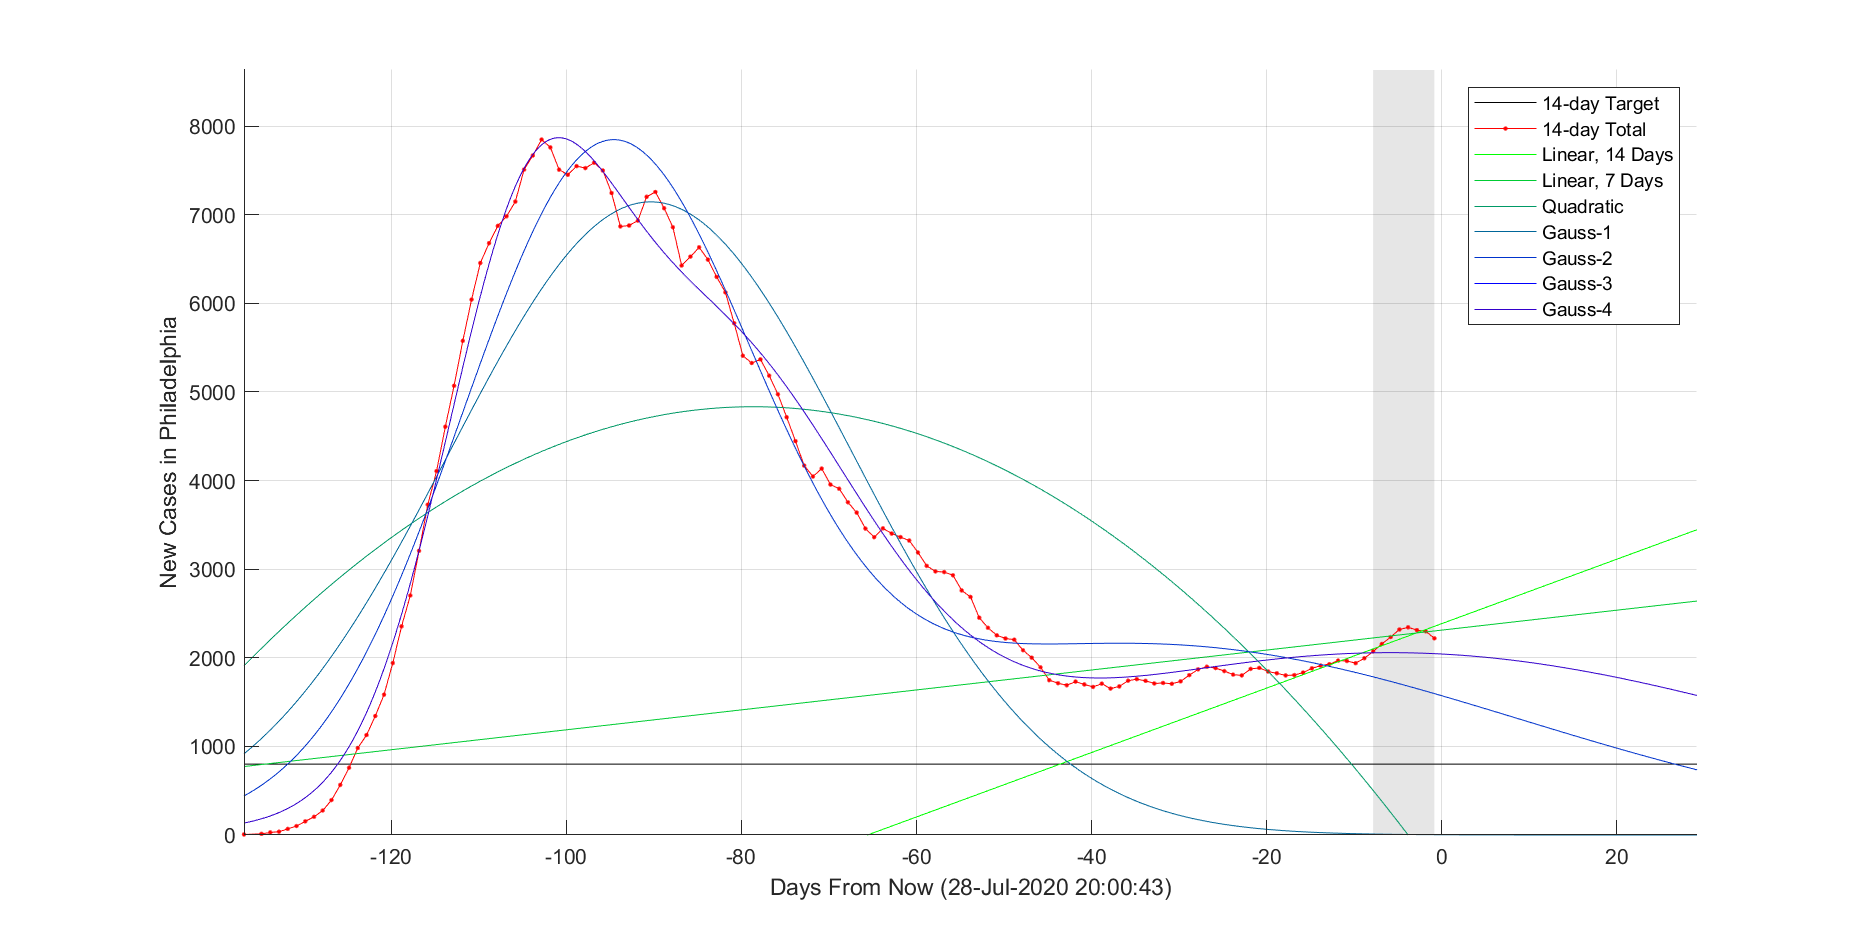 8000
7000
6000
5000
4000
3000
2000
1000
0
New Cases in Philadelphia
-120 -100 -80 -60 -40 -20 0 20
Days From Now (28-Jul-2020 20:00:43)
14-day Target
14-day Total
Linear, 14 Days
Linear, 7 Days
Quadratic
Gauss-1
Gauss-2
Gauss-3
Gauss-4